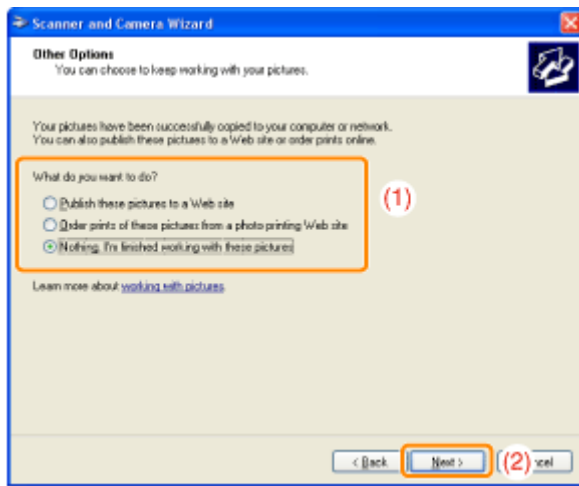 Scanner and Camera Wizard
Other Options
You can choose to keep working with your pictures.
Your pictures have been successfully copied to your computer or network.
You can also publish these pictures to a Web site or order prints online.
What do you want to do?
(1)
Publish these pictures to a Web site
Order prints of these pictures from a photo printing Web site
Nothing. I'm finished working with these pictures
Learn more about working with pictures.
< Back Next > (2) cel